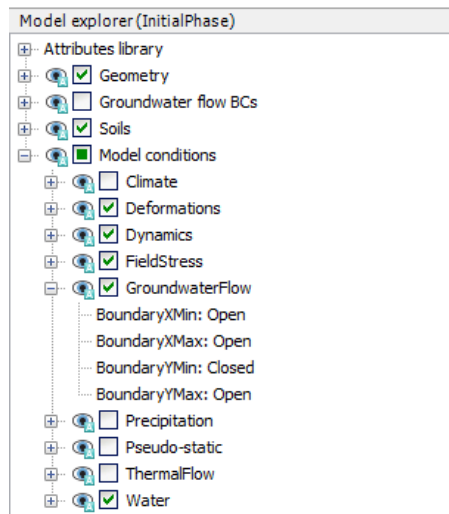 Model explorer (InitialPhase)
Attributes library
Geometry
Groundwater flow BCs
Soils
Model conditions
Climate
Deformations
Dynamics
FieldStress
GroundwaterFlow
BoundaryXMin: Open
BoundaryXMax: Open
BoundaryYMin: Closed
BoundaryYMax: Open
Precipitation
Pseudo-static
ThermalFlow
Water